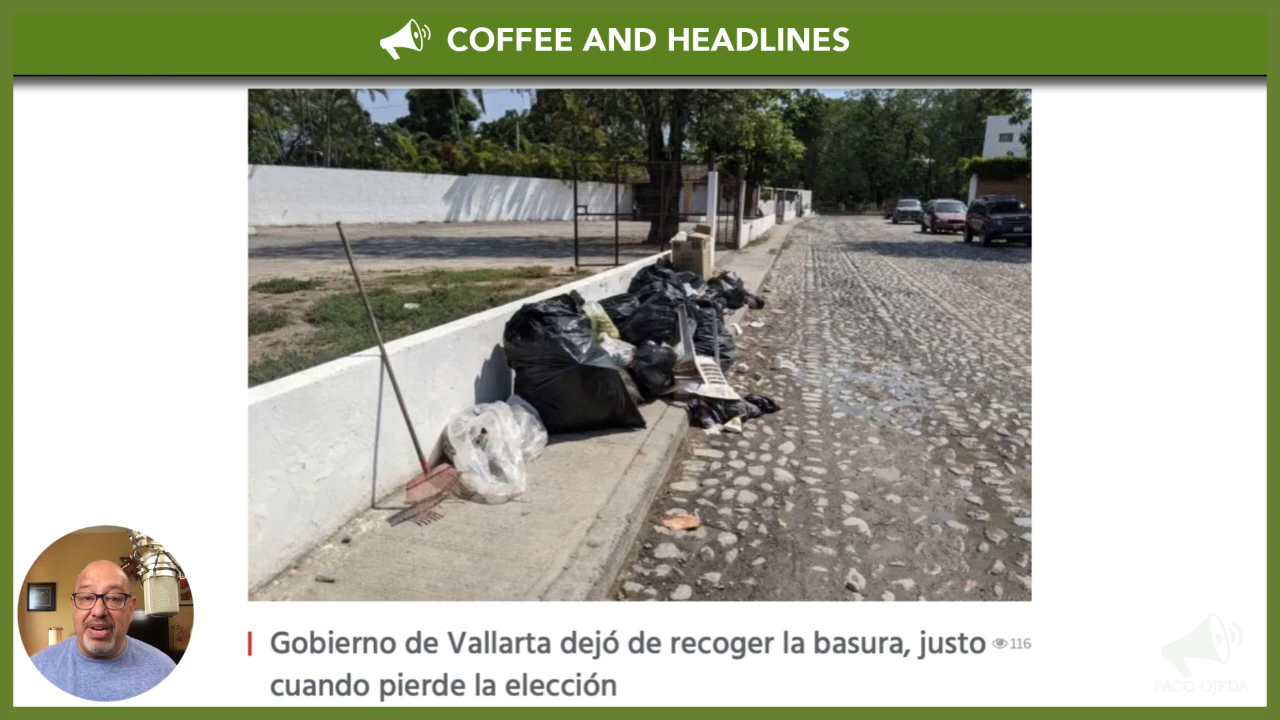 COFFEE AND HEADLINES
Gobierno de Vallarta dejó de recoger la basura, justo 116
cuando pierde la elección
PACO OJEDA